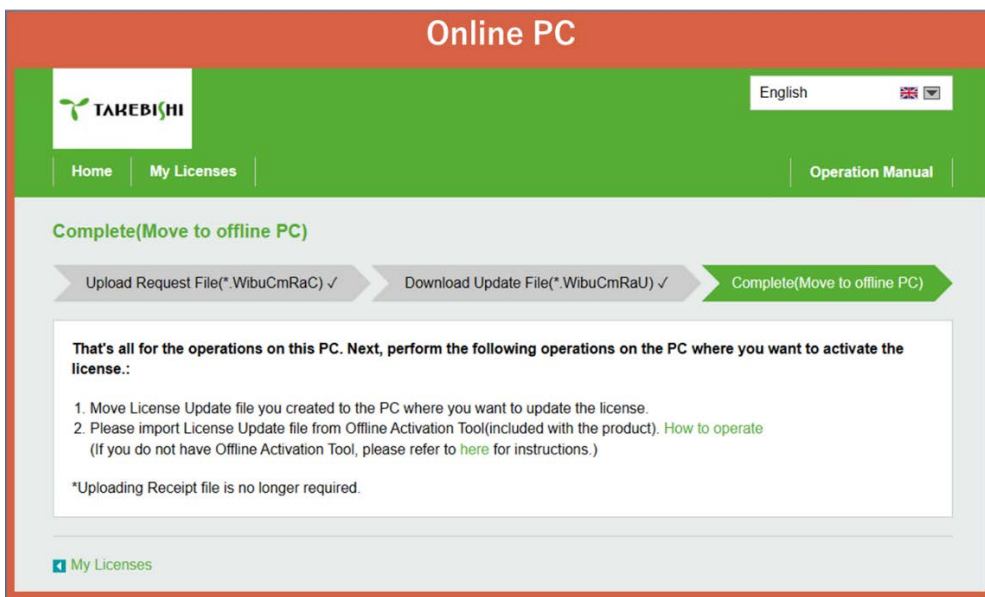 Online PC
TAKEBISHI
English
Home
My Licenses
Operation Manual
Complete(Move to offline PC)
Upload Request File(*.WibuCmRaC) ✓
Download Update File(*.WibuCmRaU) ✓
Complete(Move to offline PC)
That's all for the operations on this PC. Next, perform the following operations on the PC where you want to activate the
license.:
1. Move License Update file you created to the PC where you want to update the license.
2. Please import License Update file from Offline Activation Tool(included with the product). How to operate
(If you do not have Offline Activation Tool, please refer to here for instructions.)
*Uploading Receipt file is no longer required.
My Licenses